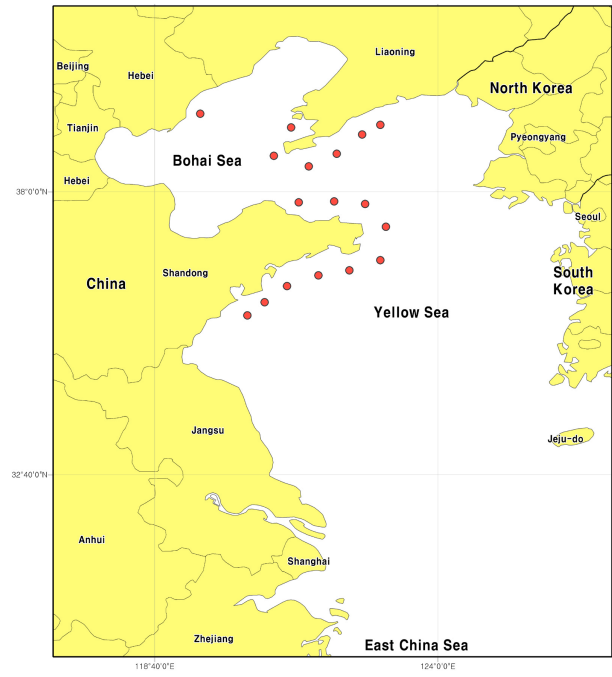 Liaoning
Beijing
Hebei
North Korea
Tianjin
Pyeongyang
Bohai Sea
Hebei
38°0'0"N
Seoul
Shandong
South
Korea
China
Yellow Sea
Jangsu
Jeju-do
32°40'0"N
Anhui
Shanghai
Zhejiang
East China Sea
118°40'0"E
124°0'0"E